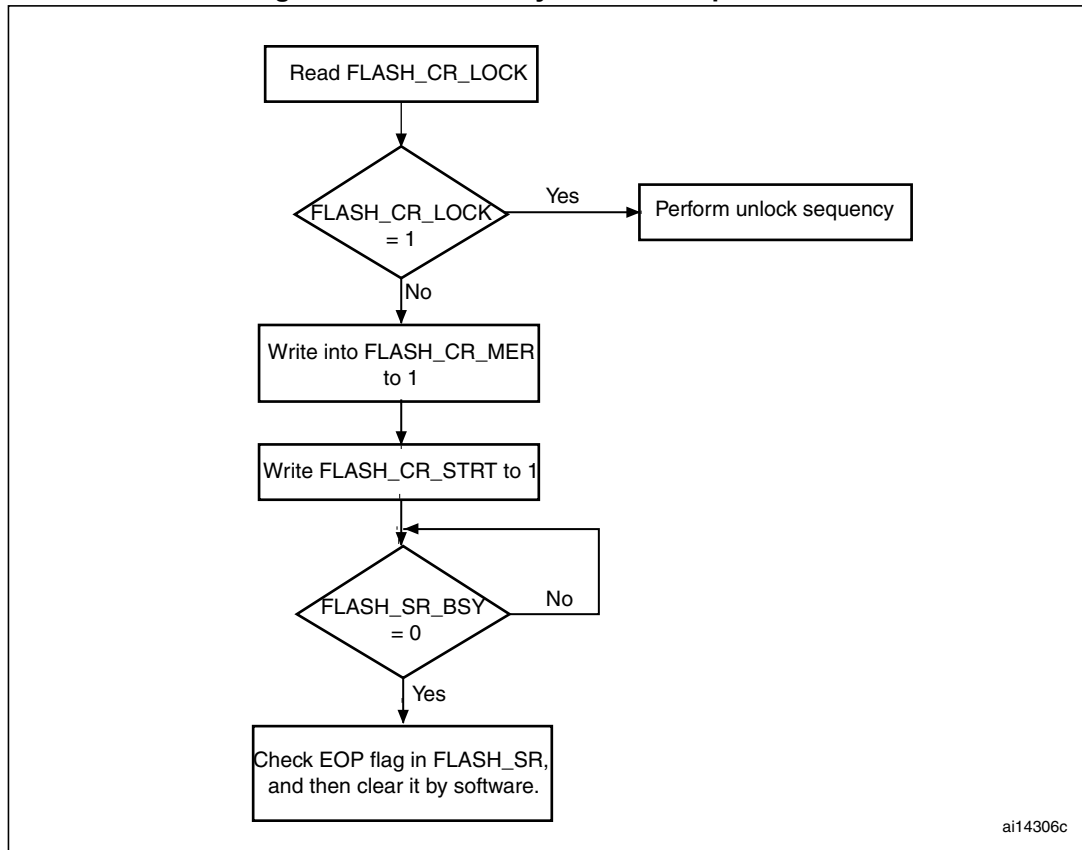 Read FLASH_CR_LOCK
FLASH_CR_LOCK
= 1
Yes
Perform unlock sequency
No
Write into FLASH_CR_MER
to 1
Write FLASH_CR_STRT to 1
FLASH_SR_BSY
= 0
No
Yes
Check EOP flag in FLASH_SR,
and then clear it by software.
ai14306c